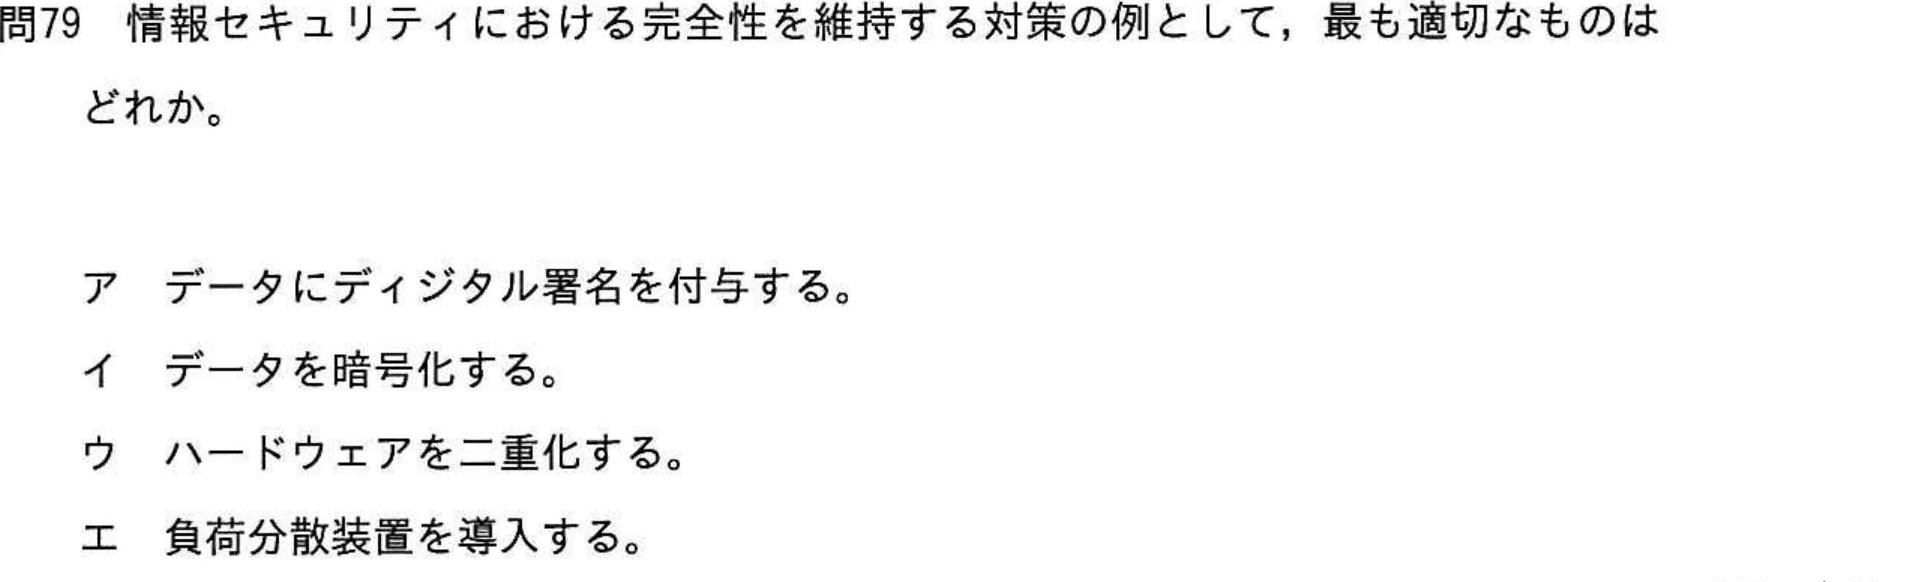 問79 情報セキュリティにおける完全性を維持する対策の例として，最も適切なものは
どれか。
ア データにディジタル署名を付与する。
イ データを暗号化する。
ウ ハードウェアを二重化する。
エ 負荷分散装置を導入する。